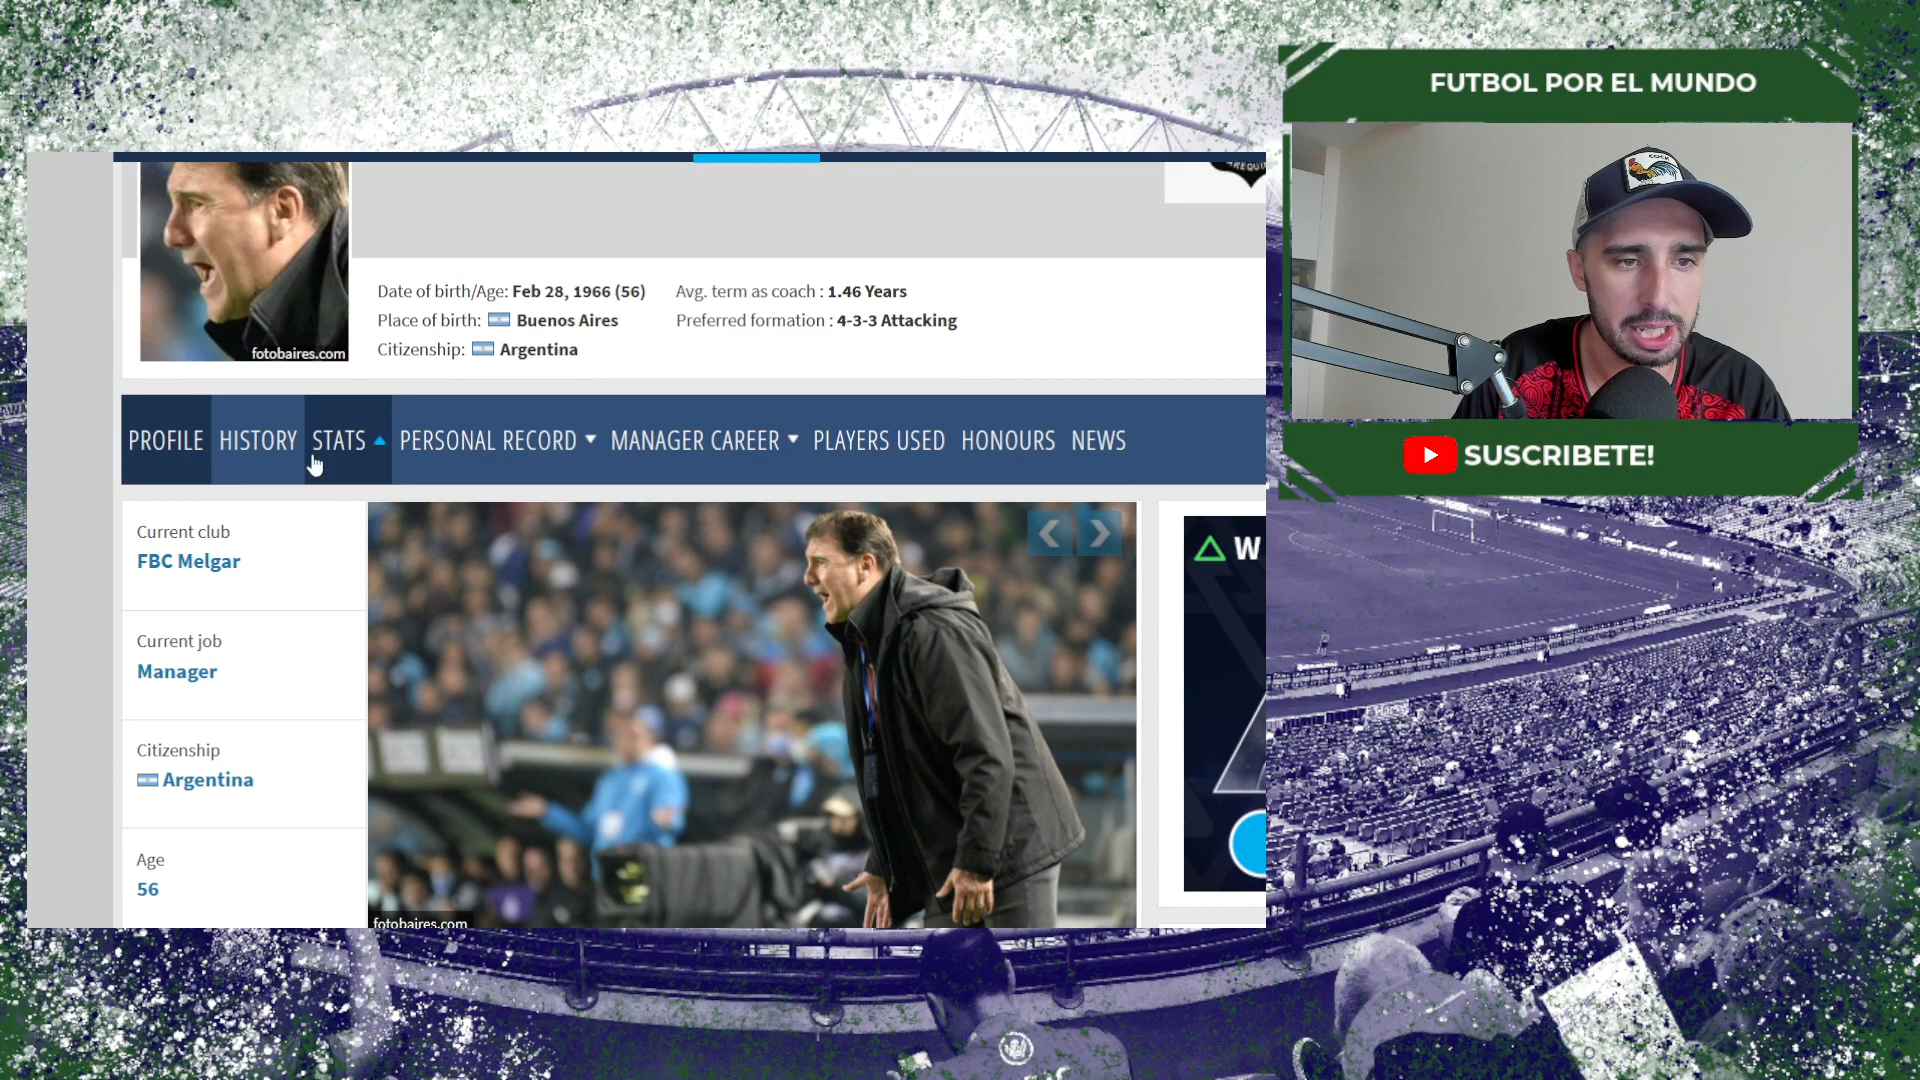 FUTBOL POR EL MUNDO
COCK
AREQUI
fotobaires.com
Date of birth/Age: Feb 28, 1966 (56)
Place of birth: Buenos Aires
Citizenship: Argentina
Avg. term as coach : 1.46 Years
Preferred formation : 4-3-3 Attacking
PROFILE HISTORY STATS PERSONAL RECORD MANAGER CAREER PLAYERS USED HONOURS NEWS
SUSCRIBETE!
Current club
FBC Melgar
Current job
Manager
Citizenship
Argentina
Age
56
fotobaires.com
W